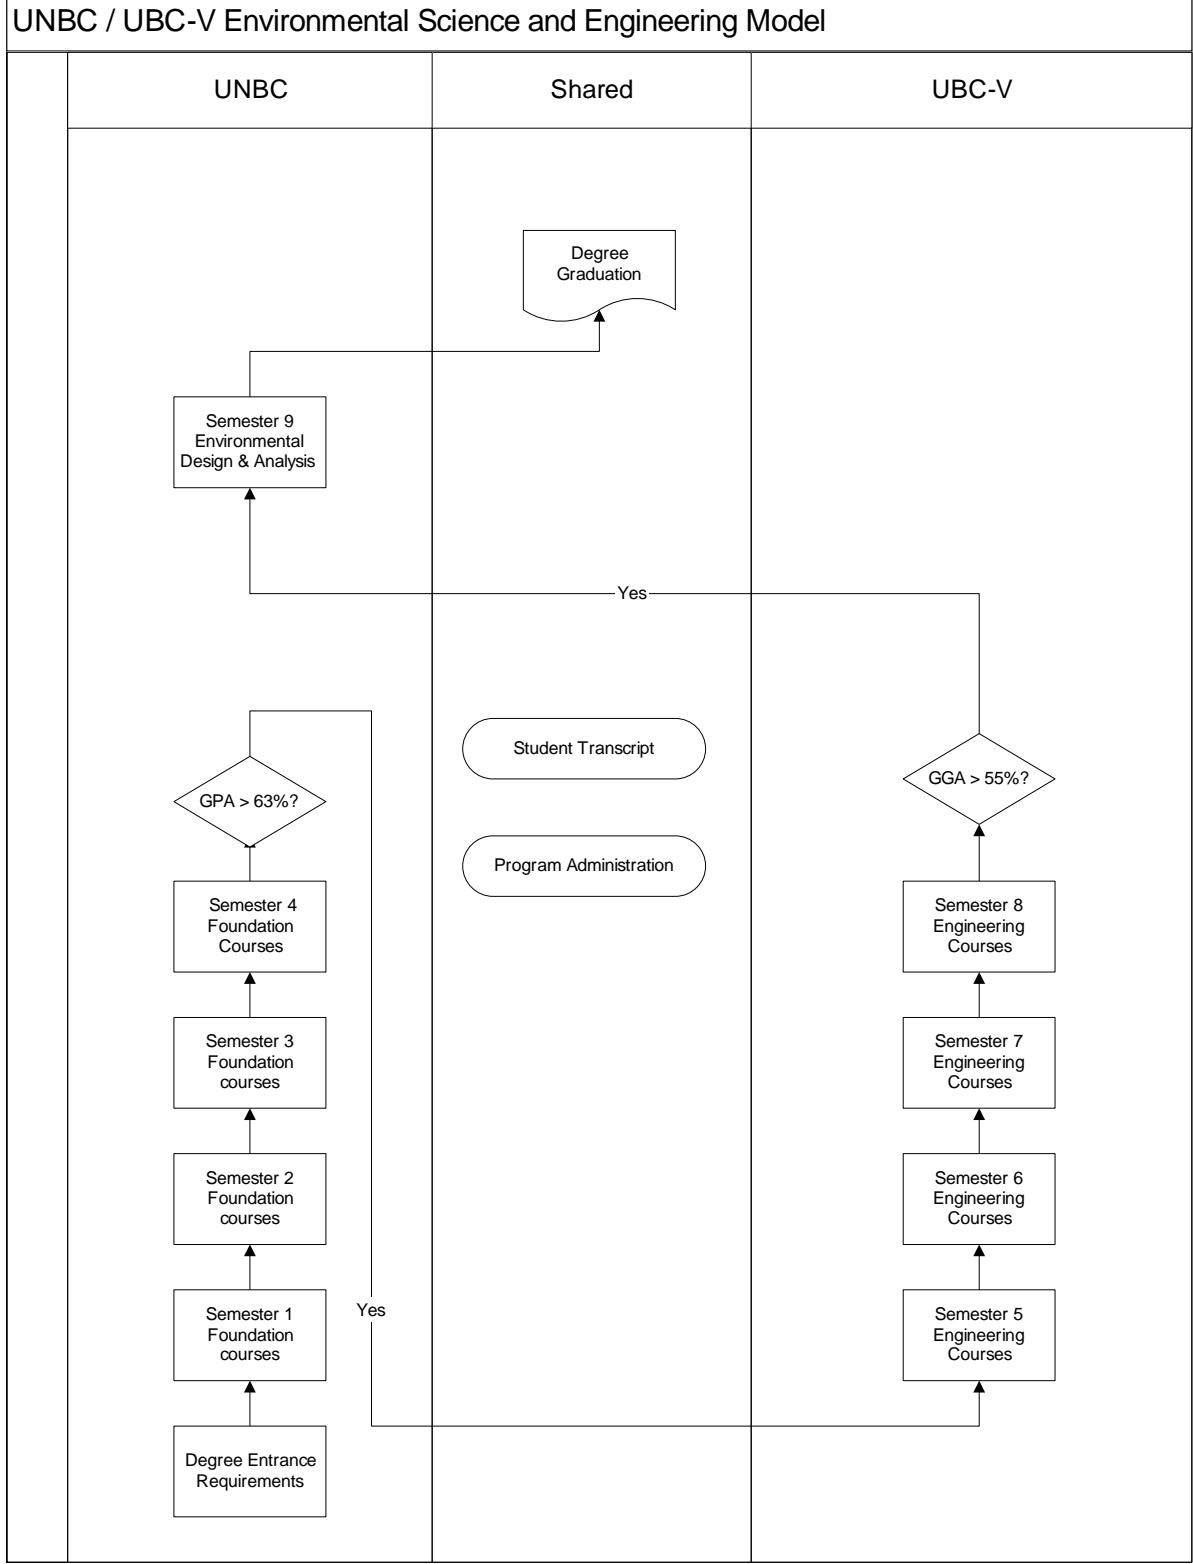 UNBC / UBC-V Environmental Science and Engineering Model
UNBC
Shared
UBC-V
Degree
Graduation
Semester 9
Environmental
Design & Analysis
Yes
Student Transcript
GPA > 63%?
GGA > 55%?
Program Administration
Semester 4
Foundation
Courses
Semester 8
Engineering
Courses
Semester 3
Foundation
courses
Semester 7
Engineering
Courses
Semester 2
Foundation
courses
Semester 6
Engineering
Courses
Semester 1
Foundation
courses
Yes
Semester 5
Engineering
Courses
Degree Entrance
Requirements